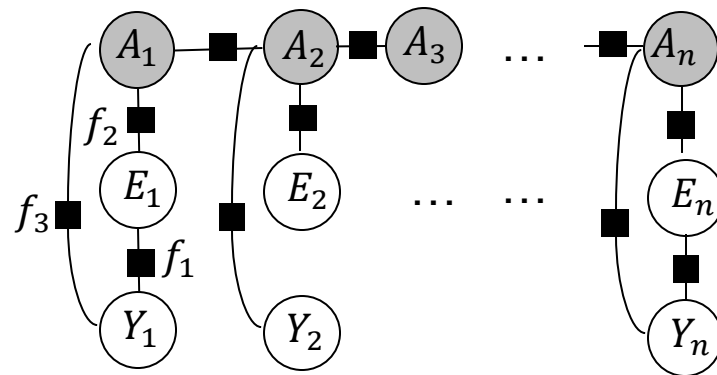 A₁ A₂ A₃ ... Aₙ
f₂
E₁ E₂ ... ... Eₙ
f₃
f₁
Y₁ Y₂ Yₙ